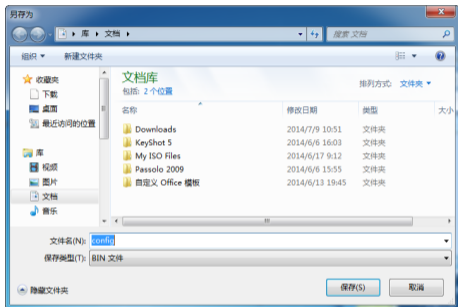 另存为
库 文档 搜索 文档
组织 新建文件夹
收藏夹
下载
桌面
最近访问的位置
库
视频
图片
文档
音乐
文档库
包括: 2 个位置
排列方式: 文件夹
名称 修改日期 类型 大小
Downloads 2014/7/9 10:51 文件夹
KeyShot 5 2014/6/6 16:03 文件夹
My ISO Files 2014/6/17 9:12 文件夹
Passolo 2009 2014/6/6 15:55 文件夹
自定义 Office 模板 2014/6/13 19:45 文件夹
文件名(N): config
保存类型(T): BIN 文件
隐藏文件夹 保存(S) 取消